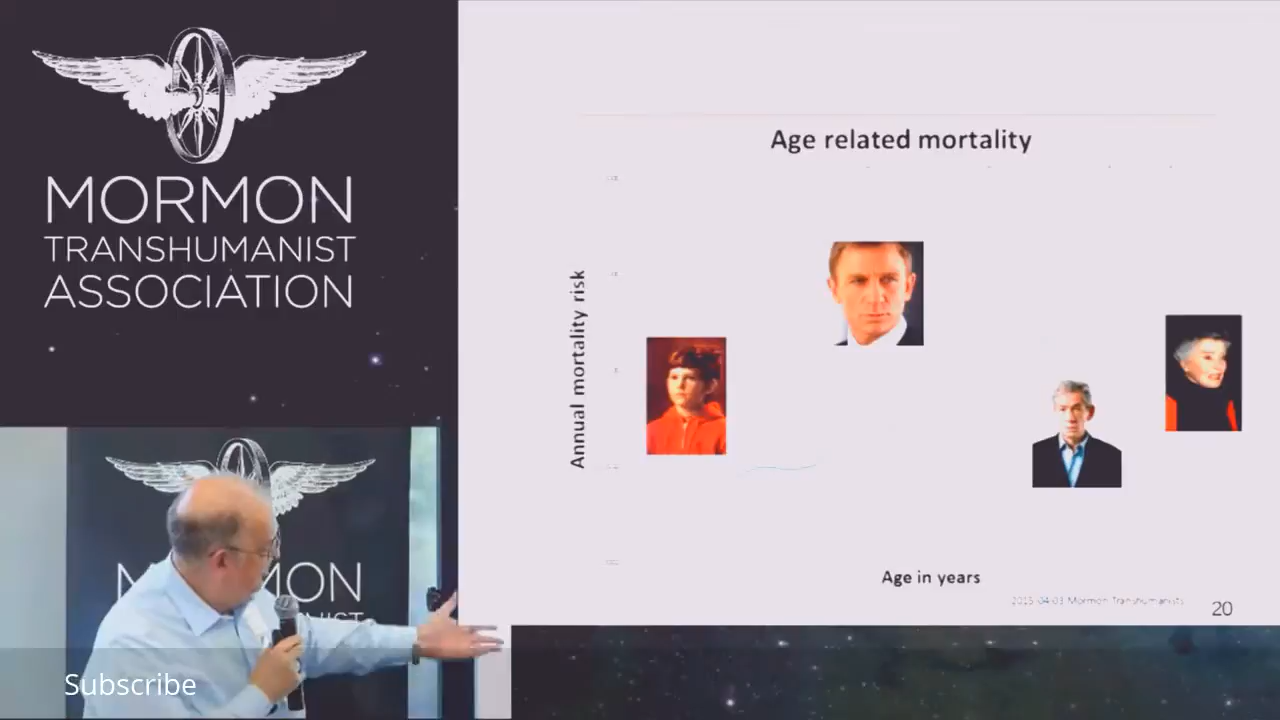 MORMON
TRANSHUMANIST
ASSOCIATION
Age related mortality
Annual mortality risk
Age in years
2015-04-03 Mormon Transhumanists
20
MON
Subscribe